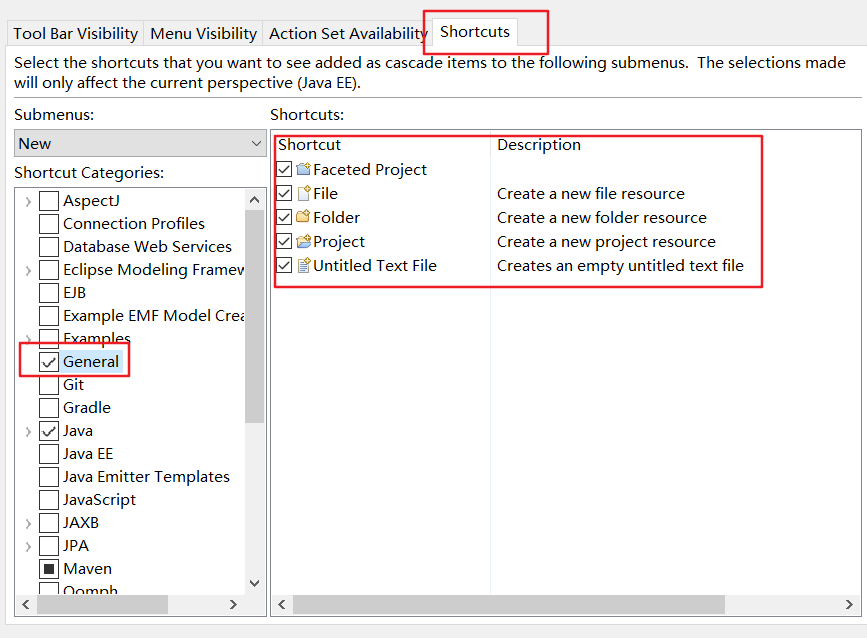 Tool Bar Visibility Menu Visibility Action Set Availability Shortcuts
Select the shortcuts that you want to see added as cascade items to the following submenus. The selections made
will only affect the current perspective (Java EE).
Submenus:
New
Shortcut Categories:
AspectJ
Connection Profiles
Database Web Services
Eclipse Modeling Framew
EJB
Example EMF Model Crea
Examples
General
Git
Gradle
Java
Java EE
Java Emitter Templates
JavaScript
JAXB
JPA
Maven
Oomph
Shortcuts:
Shortcut Description
Faceted Project
File Create a new file resource
Folder Create a new folder resource
Project Create a new project resource
Untitled Text File Creates an empty untitled text file